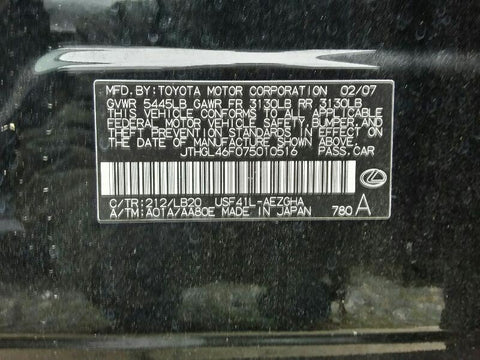 MFD.BY:TOYOTA MOTOR CORPORATION 02/07
GVWR 5445LB GAWR FR 3130LB RR 3130LB
THIS VEHICLE CONFORMS TO ALL APPLICABLE
FEDERAL MOTOR VEHICLE SAFETY,BUMPER,AND
THEFT PREVENTION STANDARDS IN EFFECT ON
THE DATE OF MANUFACTURE SHOWN ABOVE.
JTHGL46F075010516 PASS.CAR
C/TR:212/LB20 USF41L-AEZGHA
A/TM:A01A/AA80E MADE IN JAPAN 780 A